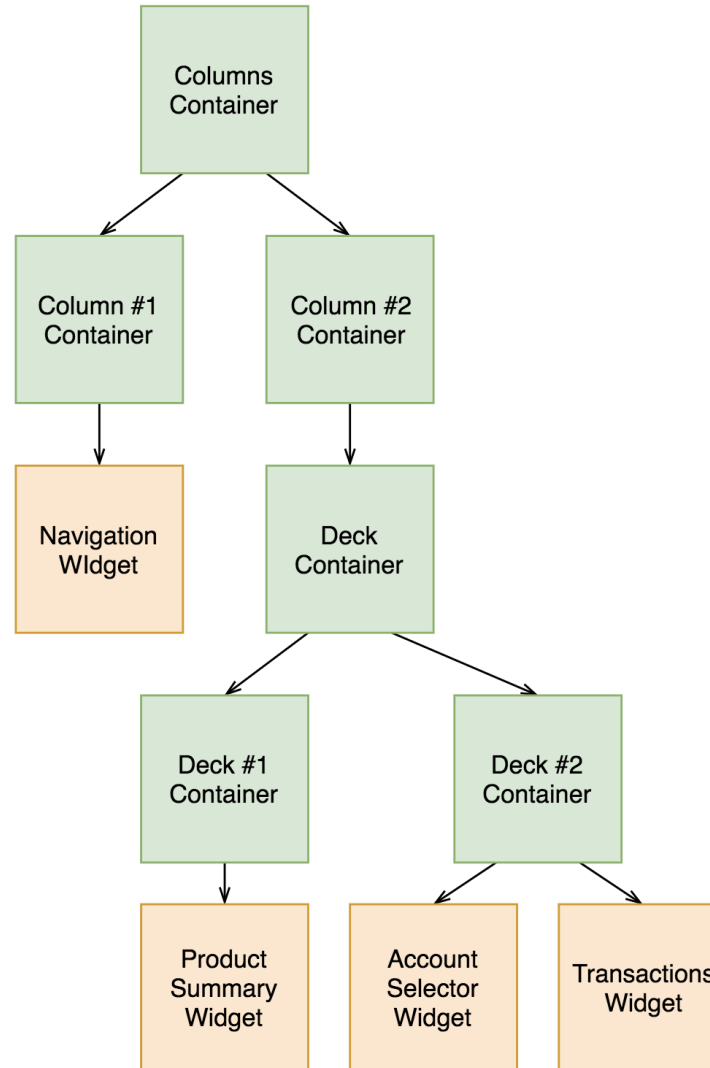 Columns
Container
Column #1
Container
Column #2
Container
Navigation
WIdget
Deck
Container
Deck #1
Container
Deck #2
Container
Product
Summary
Widget
Account
Selector
Widget
Transactions
Widget